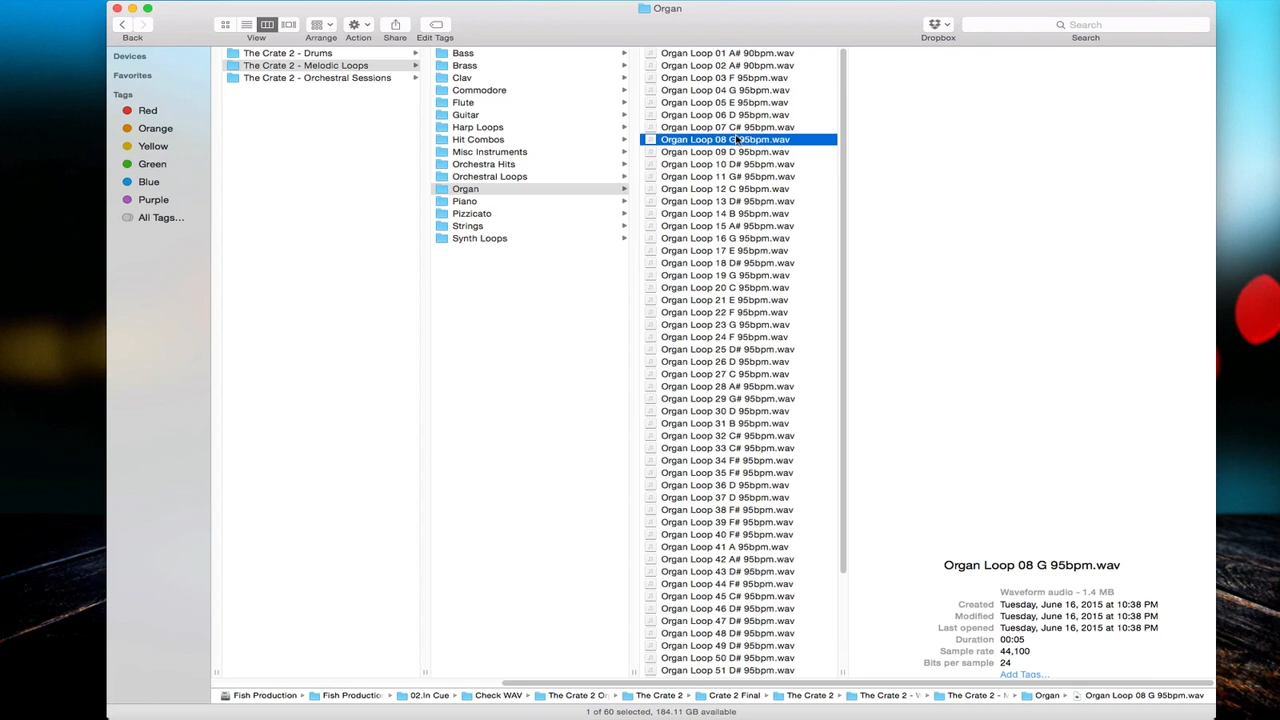 Organ
Back
View
Arrange
Action
Share
Edit Tags
Dropbox
Search
Search
Devices
Favorites
Tags
Red
Orange
Yellow
Green
Blue
Purple
All Tags...
The Crate 2 - Drums
The Crate 2 - Melodic Loops
The Crate 2 - Orchestral Sessions
Bass
Brass
Clav
Commodore
Flute
Guitar
Harp Loops
Hit Combos
Misc Instruments
Orchestra Hits
Orchestral Loops
Organ
Piano
Pizzicato
Strings
Synth Loops
Organ Loop 01 A# 90bpm.wav
Organ Loop 02 A# 90bpm.wav
Organ Loop 03 F 95bpm.wav
Organ Loop 04 G 95bpm.wav
Organ Loop 05 E 95bpm.wav
Organ Loop 06 D 95bpm.wav
Organ Loop 07 C# 95bpm.wav
Organ Loop 08 G 95bpm.wav
Organ Loop 09 D 95bpm.wav
Organ Loop 10 D# 95bpm.wav
Organ Loop 11 G# 95bpm.wav
Organ Loop 12 C 95bpm.wav
Organ Loop 13 D# 95bpm.wav
Organ Loop 14 B 95bpm.wav
Organ Loop 15 A# 95bpm.wav
Organ Loop 16 G 95bpm.wav
Organ Loop 17 E 95bpm.wav
Organ Loop 18 D# 95bpm.wav
Organ Loop 19 G 95bpm.wav
Organ Loop 20 C 95bpm.wav
Organ Loop 21 E 95bpm.wav
Organ Loop 22 F 95bpm.wav
Organ Loop 23 G 95bpm.wav
Organ Loop 24 F 95bpm.wav
Organ Loop 25 D# 95bpm.wav
Organ Loop 26 D 95bpm.wav
Organ Loop 27 C 95bpm.wav
Organ Loop 28 A# 95bpm.wav
Organ Loop 29 G# 95bpm.wav
Organ Loop 30 D 95bpm.wav
Organ Loop 31 B 95bpm.wav
Organ Loop 32 C# 95bpm.wav
Organ Loop 33 C# 95bpm.wav
Organ Loop 34 F# 95bpm.wav
Organ Loop 35 F# 95bpm.wav
Organ Loop 36 D 95bpm.wav
Organ Loop 37 D 95bpm.wav
Organ Loop 38 F# 95bpm.wav
Organ Loop 39 F# 95bpm.wav
Organ Loop 40 F# 95bpm.wav
Organ Loop 41 A 95bpm.wav
Organ Loop 42 A# 95bpm.wav
Organ Loop 43 D# 95bpm.wav
Organ Loop 44 F# 95bpm.wav
Organ Loop 45 C# 95bpm.wav
Organ Loop 46 D# 95bpm.wav
Organ Loop 47 D# 95bpm.wav
Organ Loop 48 D# 95bpm.wav
Organ Loop 49 D# 95bpm.wav
Organ Loop 50 D# 95bpm.wav
Organ Loop 51 D# 95bpm.wav
Organ Loop 08 G 95bpm.wav
Waveform audio - 1.4 MB
Created Tuesday, June 16, 2015 at 10:38 PM
Modified Tuesday, June 16, 2015 at 10:38 PM
Last opened Tuesday, June 16, 2015 at 10:38 PM
Duration 00:05
Sample rate 44,100
Bits per sample 24
Add Tags...
Fish Production Fish Productic 02.In Cue Check WAV The Crate 2 Or The Crate 2 Crate 2 Final The Crate 2 The Crate 2 - The Crate 2 - Organ Organ Loop 08 G 95bpm.wav
1 of 60 selected, 184.11 GB available